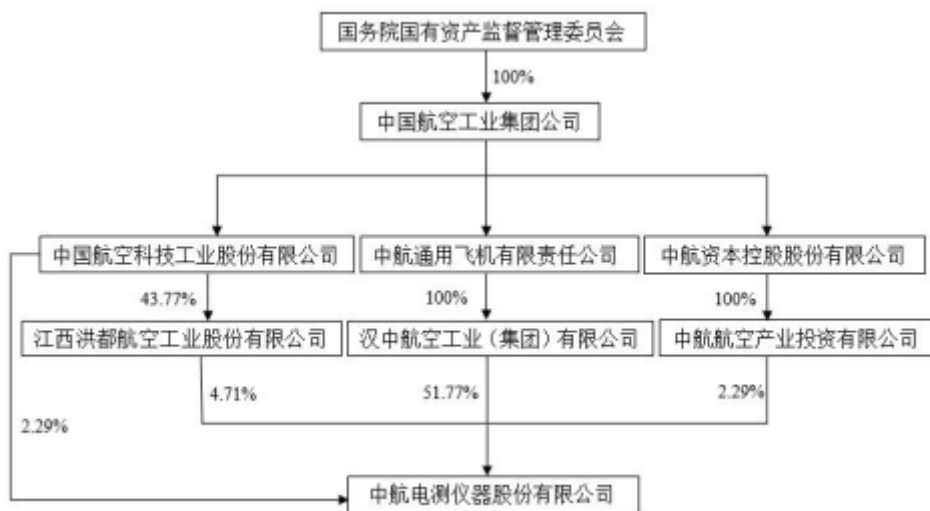 国务院国有资产监督管理委员会
100%
中国航空工业集团公司
中国航空科技工业股份有限公司
中航通用飞机有限责任公司
中航资本控股股份有限公司
43.77%
100%
100%
江西洪都航空工业股份有限公司
汉中航空工业（集团）有限公司
中航航空产业投资有限公司
4.71%
51.77%
2.29%
2.29%
中航电测仪器股份有限公司